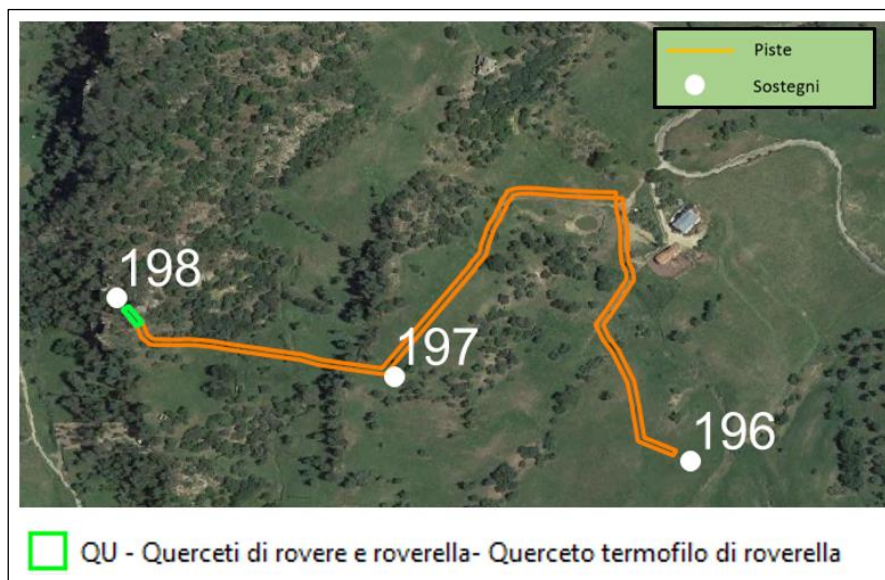 Piste
Sostegni
198
197
196
QU - Querceti di rovere e roverella- Querceto termofilo di roverella